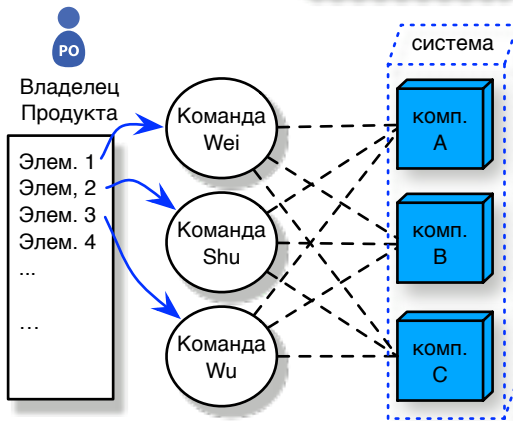 PO
Владелец
Продукта
Элем. 1
Элем, 2
Элем. 3
Элем. 4
...
...
Команда
Wei
Команда
Shu
Команда
Wu
система
комп.
A
комп.
B
комп.
C